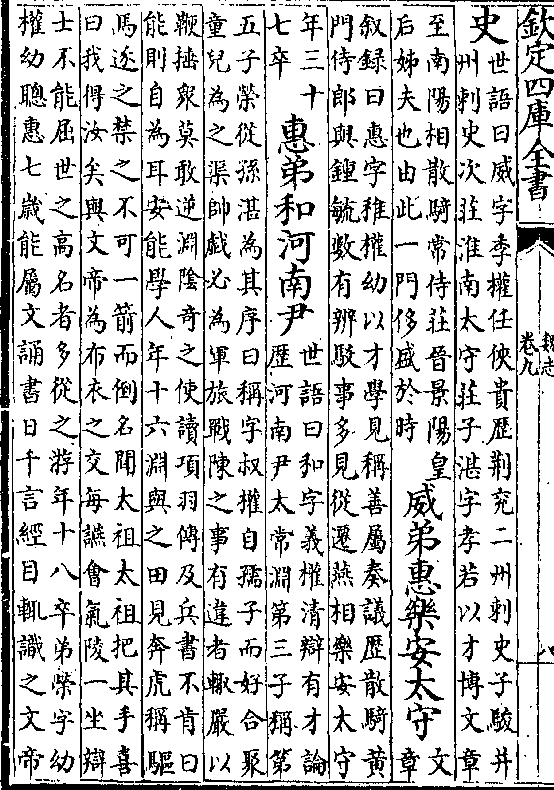 欽定四庫全書
魏志
卷九
八
史
世語曰威字季權任俠貴歷荆兗二州刺史子駿并
州刺史次莊淮南太守莊子湛字孝若以才博文章
至南陽相散騎常侍莊晉景陽皇
后姊夫也由此一門侈盛於時
威弟惠樂安太守
文
章
叙録曰惠字稚權幼以才學見稱善屬奏議歷散騎黄
門侍郎與鍾毓數有辨駮事多見從遷燕相樂安太守
年三十
七卒
惠弟和河南尹
世語曰和字義權清辯有才論
歷河南尹太常淵第三子稱第
五子榮從孫湛為其序曰稱字叔權自孺子而好合聚
童兒為之渠帥戲必為軍旅戰陳之事有違者輒嚴以
鞭捶衆莫敢逆淵陰奇之使讀項羽傳及兵書不肯曰
能則自為耳安能學人年十六淵與之田見奔虎稱驅
馬逐之禁之不可一箭而倒名聞太祖太祖把其手喜
曰我得汝矣與文帝為布衣之交每讌會氣陵一坐辯
士不能屈世之高名者多從之游年十八卒弟榮字幼
權幼聰惠七歲能屬文誦書日千言經目輒識之文帝